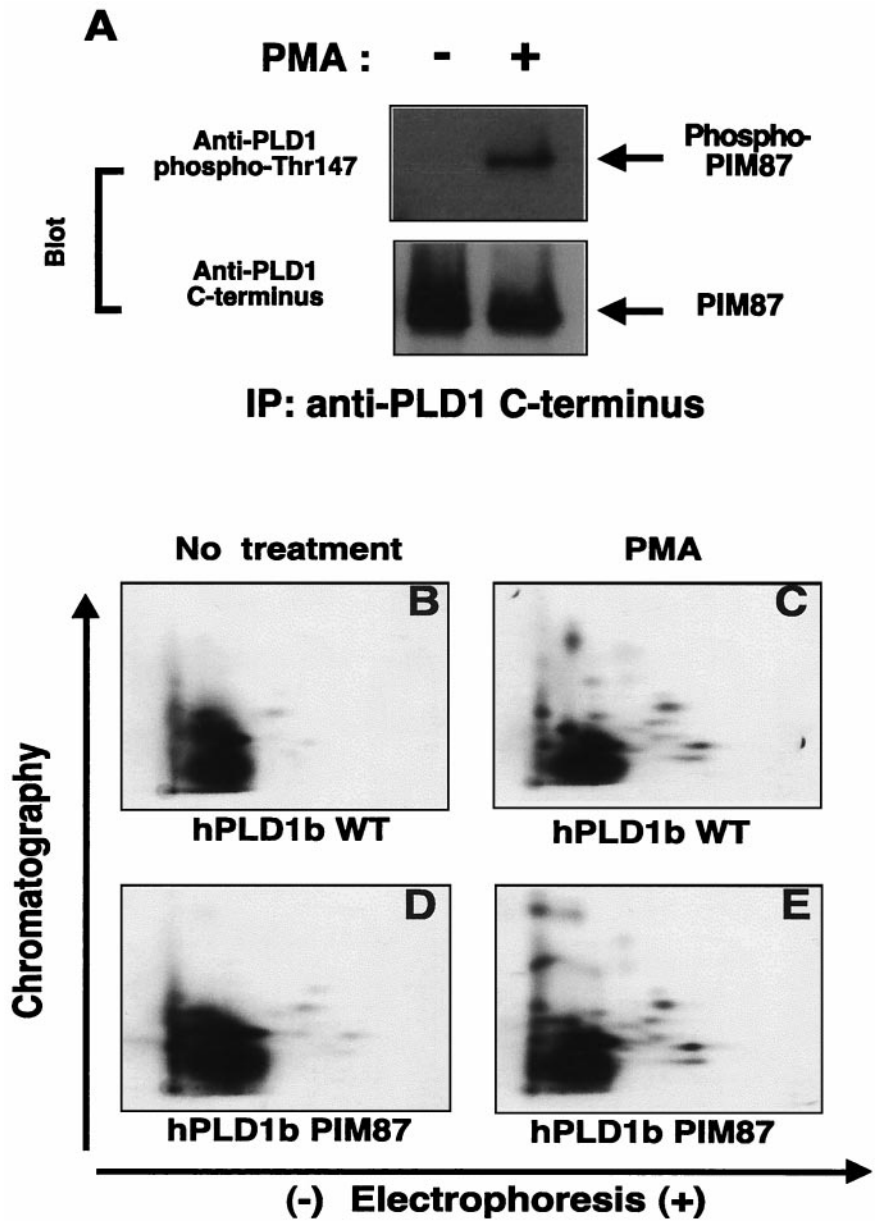 A
PMA : - +
Anti-PLD1
phospho-Thr147
Phospho-
PIM87
Blot
Anti-PLD1
C-terminus
PIM87
IP: anti-PLD1 C-terminus
No treatment
PMA
B
C
hPLD1b WT
hPLD1b WT
D
E
hPLD1b PIM87
hPLD1b PIM87
Chromatography
(-) Electrophoresis (+)